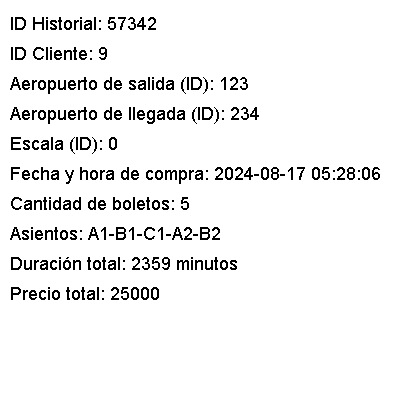 ID Historial: 57342
ID Cliente: 9
Aeropuerto de salida (ID): 123
Aeropuerto de llegada (ID): 234
Escala (ID): 0
Fecha y hora de compra: 2024-08-17 05:28:06
Cantidad de boletos: 5
Asientos: A1-B1-C1-A2-B2
Duración total: 2359 minutos
Precio total: 25000